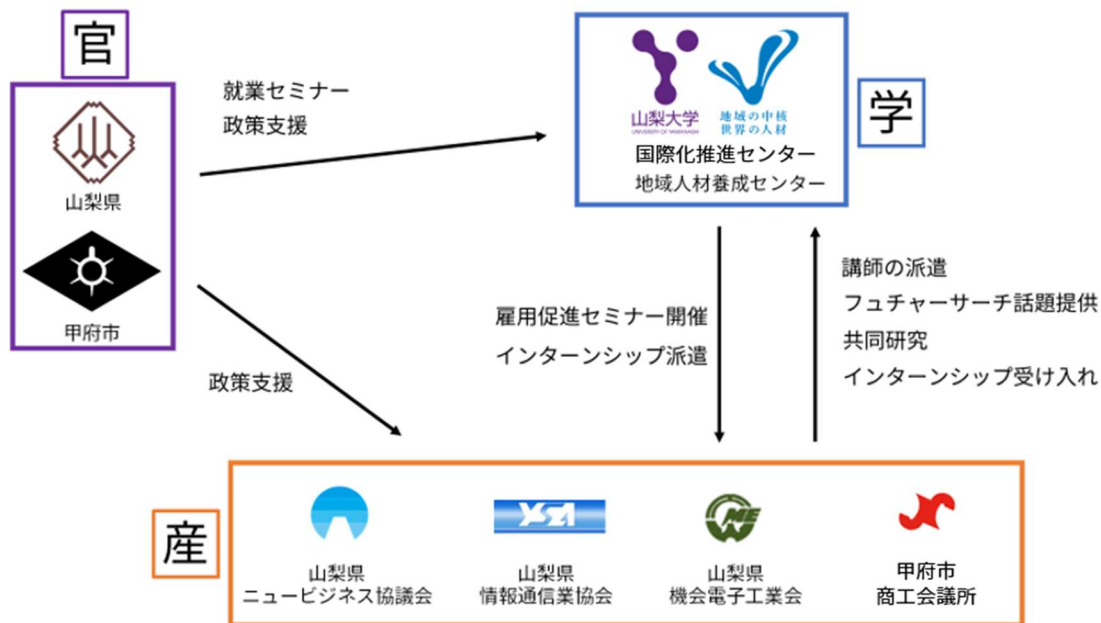 官
山梨県
甲府市
就業セミナー
政策支援
政策支援
山梨大学
UNIVERSITY OF YAMANASHI
地域の中核
世界の人材
国際化推進センター
地域人材養成センター
学
雇用促進セミナー開催
インターンシップ派遣
講師の派遣
フュチャーサーチ話題提供
共同研究
インターンシップ受け入れ
産
山梨県
ニュービジネス協議会
YSA
山梨県
情報通信業協会
ME
山梨県
機会電子工業会
甲府市
商工会議所